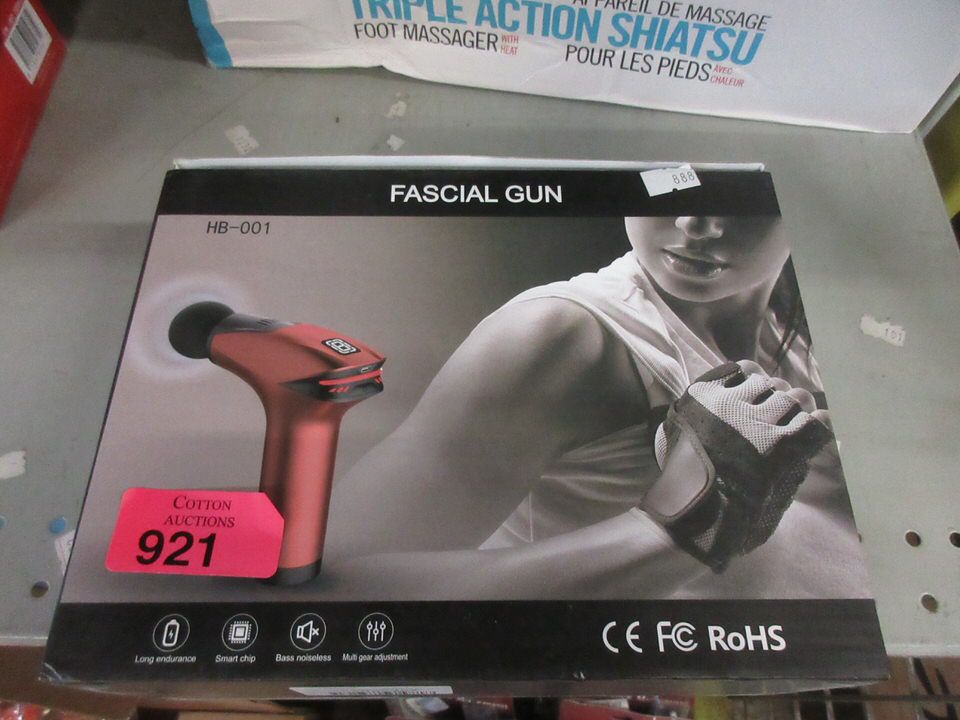 APPAREIL DE MASSAGE
TRIPLE ACTION SHIATSU
FOOT MASSAGER WITH HEAT
POUR LES PIEDS AVEC CHALEUR
FASCIAL GUN
888
HB-001
101
COTTON
AUCTIONS
921
Long endurance
Smart chip
Bass noiseless
Multi gear adjustment
CE FC RoHS